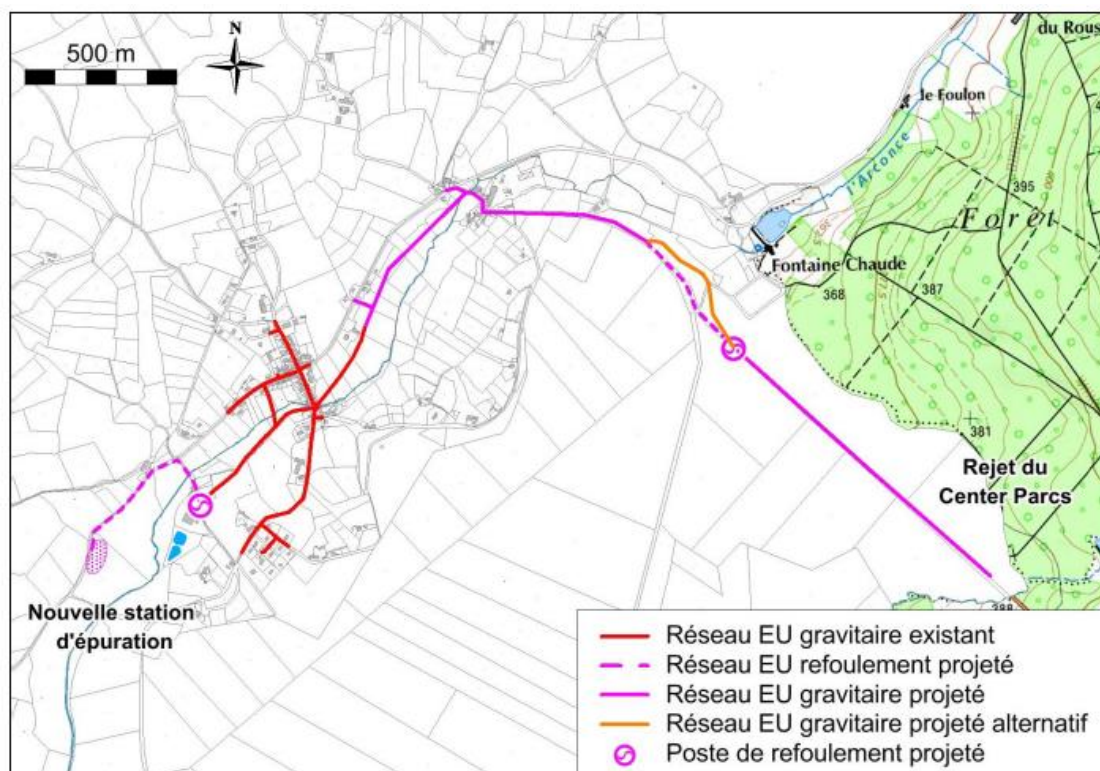 N
500 m
du Rous
le Foulon
l'Arconce
395
400
Forêt
Fontaine Chaude
368
387
381
Rejet du
Center Parcs
Nouvelle station
d'épuration
388
Réseau EU gravitaire existant
Réseau EU refoulement projeté
Réseau EU gravitaire projeté
Réseau EU gravitaire projeté alternatif
Poste de refoulement projeté